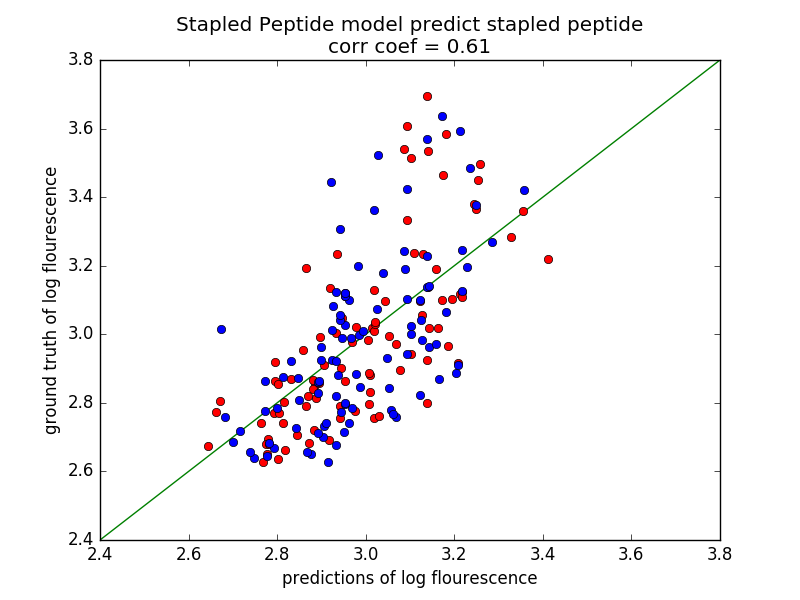 Stapled Peptide model predict stapled peptide
corr coef = 0.61
3.8
3.6
3.4
3.2
3.0
2.8
2.6
2.4
ground truth of log flourescence
2.4 2.6 2.8 3.0 3.2 3.4 3.6 3.8
predictions of log flourescence